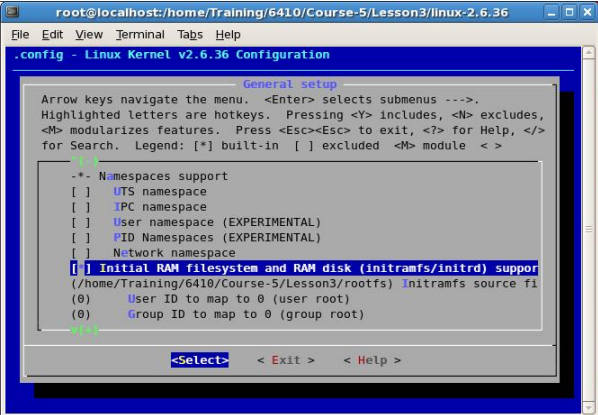 root@localhost:/home/Training/6410/Course-5/Lesson3/linux-2.6.36
File Edit View Terminal Tabs Help
.config - Linux Kernel v2.6.36 Configuration
General setup
Arrow keys navigate the menu. <Enter> selects submenus --->.
Highlighted letters are hotkeys. Pressing <Y> includes, <N> excludes,
<M> modularizes features. Press <Esc><Esc> to exit, <?> for Help, </>
for Search. Legend: [*] built-in [ ] excluded <M> module < >
^(-)
-*- Namespaces support
[ ] UTS namespace
[ ] IPC namespace
[ ] User namespace (EXPERIMENTAL)
[ ] PID Namespaces (EXPERIMENTAL)
[ ] Network namespace
[*] Initial RAM filesystem and RAM disk (initramfs/initrd) suppor
(/home/Training/6410/Course-5/Lesson3/rootfs) Initramfs source fi
(0) User ID to map to 0 (user root)
(0) Group ID to map to 0 (group root)
v(+)
<Select> < Exit > < Help >